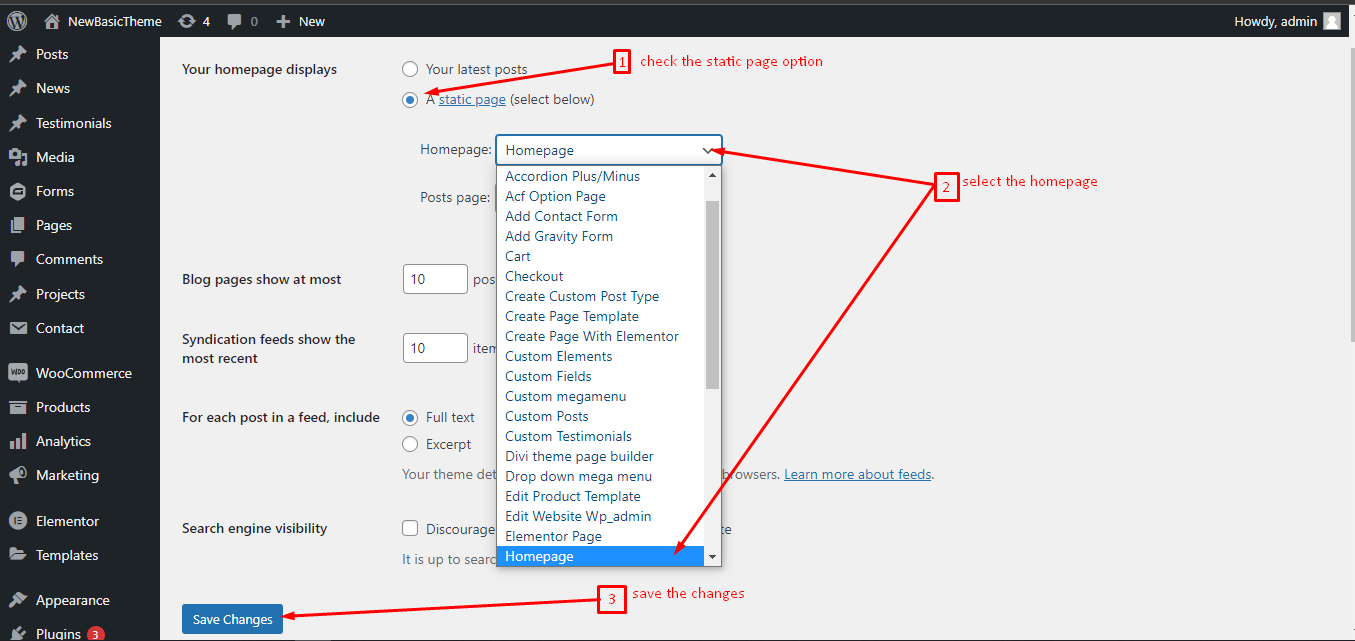 NewBasicTheme 4 0 New Howdy, admin
Posts
News
Testimonials
Media
Forms
Pages
Comments
Projects
Contact
WooCommerce
Products
Analytics
Marketing
Elementor
Templates
Appearance
Plugins 3
Your homepage displays
Your latest posts
1 check the static page option
A static page (select below)
Homepage: Homepage
2 select the homepage
Posts page:
Accordion Plus/Minus
Acf Option Page
Add Contact Form
Add Gravity Form
Cart
Checkout
Create Custom Post Type
Create Page Template
Create Page With Elementor
Custom Elements
Custom Fields
Custom megamenu
Custom Posts
Custom Testimonials
Divi theme page builder
Drop down mega menu
Edit Product Template
Edit Website Wp_admin
Elementor Page
Homepage
Blog pages show at most 10 pos
Syndication feeds show the
most recent
10 item
For each post in a feed, include
Full text
Excerpt
Your theme det browsers. Learn more about feeds.
Search engine visibility
Discourage te
It is up to searc
3 save the changes
Save Changes